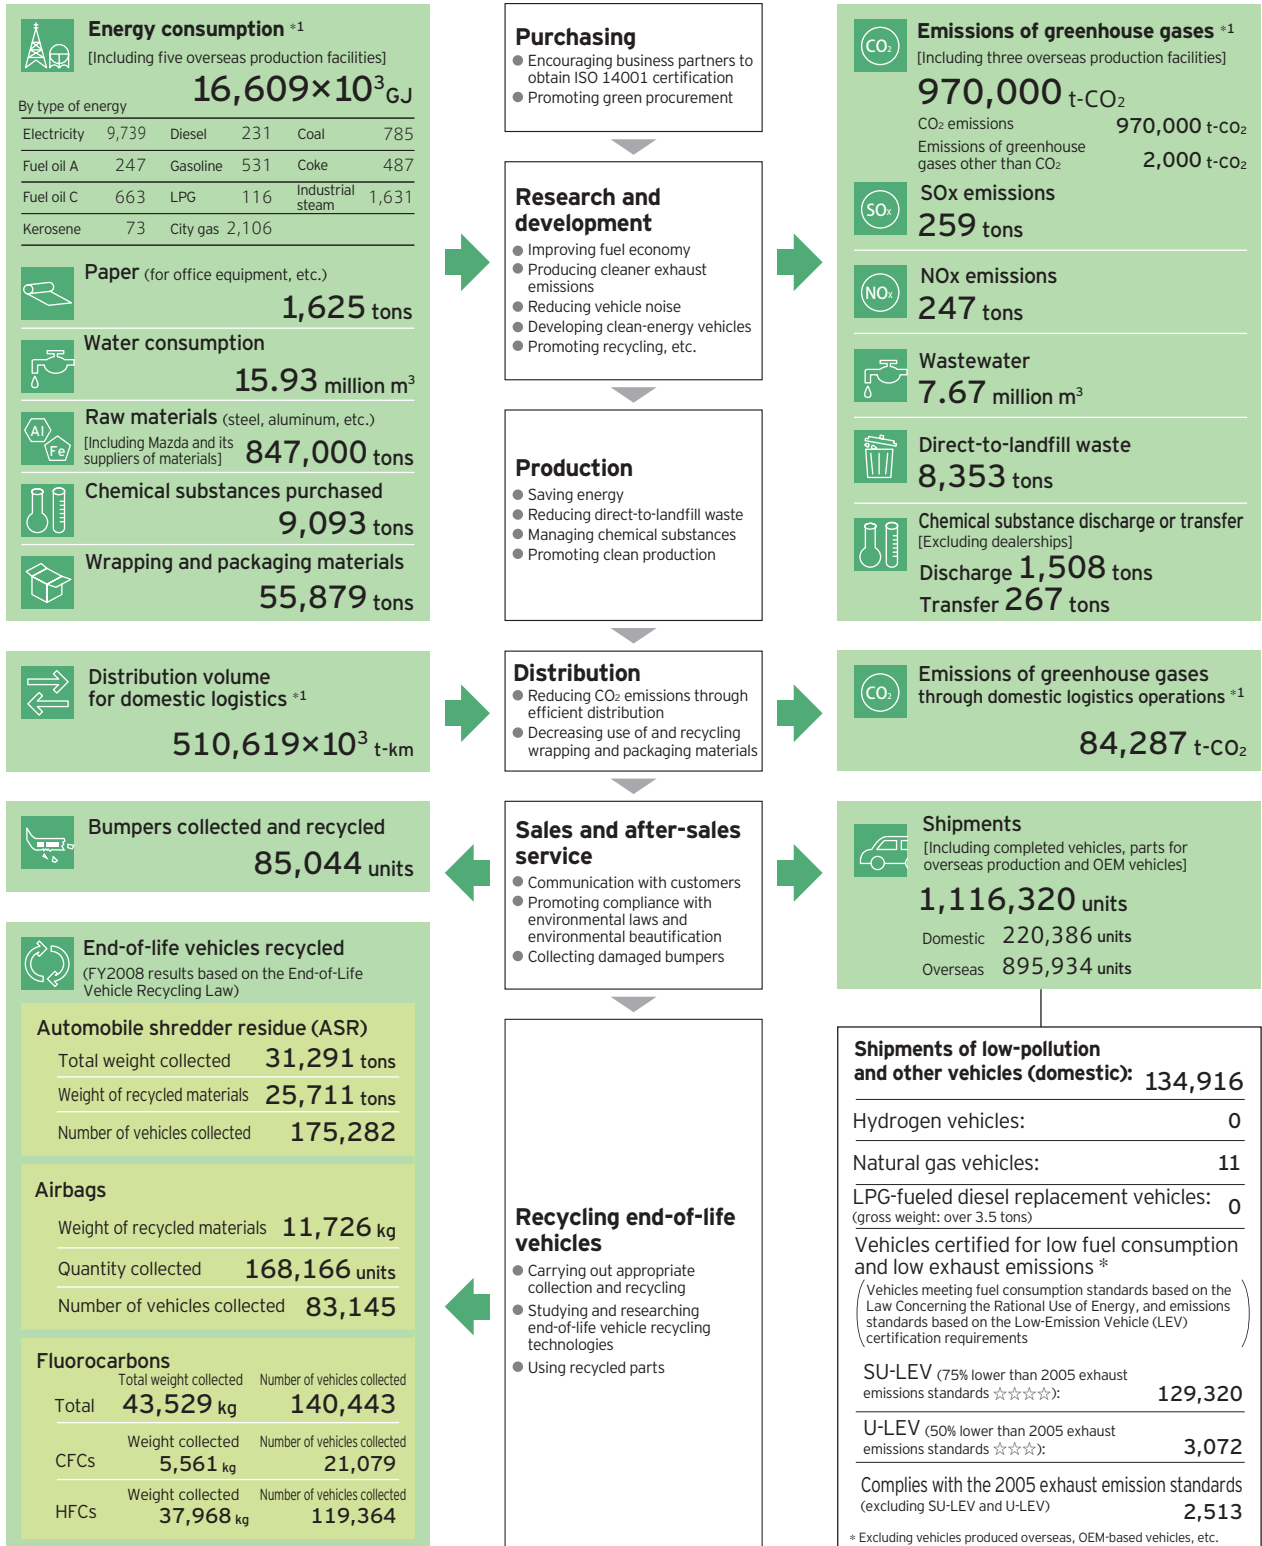 Energy consumption *1
[Including five overseas production facilities]
16,609×10³GJ
By type of energy
Electricity 9,739 Diesel 231 Coal 785
Fuel oil A 247 Gasoline 531 Coke 487
Fuel oil C 663 LPG 116 Industrial steam 1,631
Kerosene 73 City gas 2,106
Paper (for office equipment, etc.)
1,625 tons
Water consumption
15.93 million m³
Al
Fe
Raw materials (steel, aluminum, etc.)
[Including Mazda and its
suppliers of materials] 847,000 tons
Chemical substances purchased
9,093 tons
Wrapping and packaging materials
55,879 tons
Distribution volume
for domestic logistics *1
510,619×10³ t-km
Bumpers collected and recycled
85,044 units
End-of-life vehicles recycled
(FY2008 results based on the End-of-Life
Vehicle Recycling Law)
Automobile shredder residue (ASR)
Total weight collected 31,291 tons
Weight of recycled materials 25,711 tons
Number of vehicles collected 175,282
Airbags
Weight of recycled materials 11,726 kg
Quantity collected 168,166 units
Number of vehicles collected 83,145
Fluorocarbons
Total weight collected Number of vehicles collected
Total 43,529 kg 140,443
Weight collected Number of vehicles collected
CFCs 5,561 kg 21,079
Weight collected Number of vehicles collected
HFCs 37,968 kg 119,364
Purchasing
● Encouraging business partners to
obtain ISO 14001 certification
● Promoting green procurement
Research and
development
● Improving fuel economy
● Producing cleaner exhaust
emissions
● Reducing vehicle noise
● Developing clean-energy vehicles
● Promoting recycling, etc.
Production
● Saving energy
● Reducing direct-to-landfill waste
● Managing chemical substances
● Promoting clean production
Distribution
● Reducing CO₂ emissions through
efficient distribution
● Decreasing use of and recycling
wrapping and packaging materials
Sales and after-sales
service
● Communication with customers
● Promoting compliance with
environmental laws and
environmental beautification
● Collecting damaged bumpers
Recycling end-of-life
vehicles
● Carrying out appropriate
collection and recycling
● Studying and researching
end-of-life vehicle recycling
technologies
● Using recycled parts
CO₂
Emissions of greenhouse gases *1
[Including three overseas production facilities]
970,000 t-CO₂
CO₂ emissions 970,000 t-CO₂
Emissions of greenhouse
gases other than CO₂ 2,000 t-CO₂
SOx
SOx emissions
259 tons
NOx
NOx emissions
247 tons
Wastewater
7.67 million m³
Direct-to-landfill waste
8,353 tons
Chemical substance discharge or transfer
[Excluding dealerships]
Discharge 1,508 tons
Transfer 267 tons
CO₂
Emissions of greenhouse gases
through domestic logistics operations *1
84,287 t-CO₂
Shipments
[Including completed vehicles, parts for
overseas production and OEM vehicles]
1,116,320 units
Domestic 220,386 units
Overseas 895,934 units
Shipments of low-pollution
and other vehicles (domestic): 134,916
Hydrogen vehicles: 0
Natural gas vehicles: 11
LPG-fueled diesel replacement vehicles: 0
(gross weight: over 3.5 tons)
Vehicles certified for low fuel consumption
and low exhaust emissions *
(Vehicles meeting fuel consumption standards based on the
Law Concerning the Rational Use of Energy, and emissions
standards based on the Low-Emission Vehicle (LEV)
certification requirements)
SU-LEV (75% lower than 2005 exhaust
emissions standards ☆☆☆☆): 129,320
U-LEV (50% lower than 2005 exhaust
emissions standards ☆☆☆): 3,072
Complies with the 2005 exhaust emission standards
(excluding SU-LEV and U-LEV) 2,513
* Excluding vehicles produced overseas, OEM-based vehicles, etc.